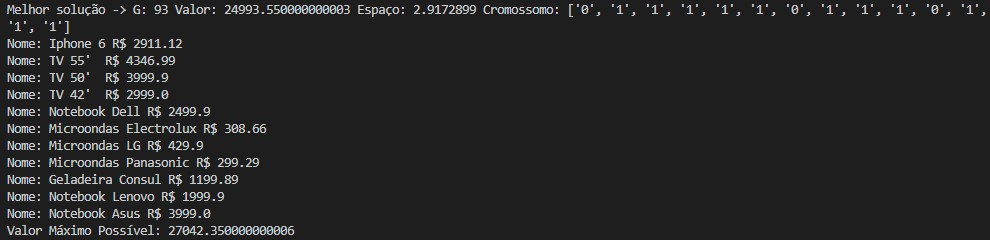 Melhor solução -> G: 93 Valor: 24993.550000000003 Espaço: 2.9172899 Cromossomo: ['0', '1', '1', '1', '1', '1', '0', '1', '1', '1', '0', '1',
'1', '1']
Nome: Iphone 6 R$ 2911.12
Nome: TV 55'  R$ 4346.99
Nome: TV 50'  R$ 3999.9
Nome: TV 42'  R$ 2999.0
Nome: Notebook Dell R$ 2499.9
Nome: Microondas Electrolux R$ 308.66
Nome: Microondas LG R$ 429.9
Nome: Microondas Panasonic R$ 299.29
Nome: Geladeira Consul R$ 1199.89
Nome: Notebook Lenovo R$ 1999.9
Nome: Notebook Asus R$ 3999.0
Valor Máximo Possível: 27042.350000000006